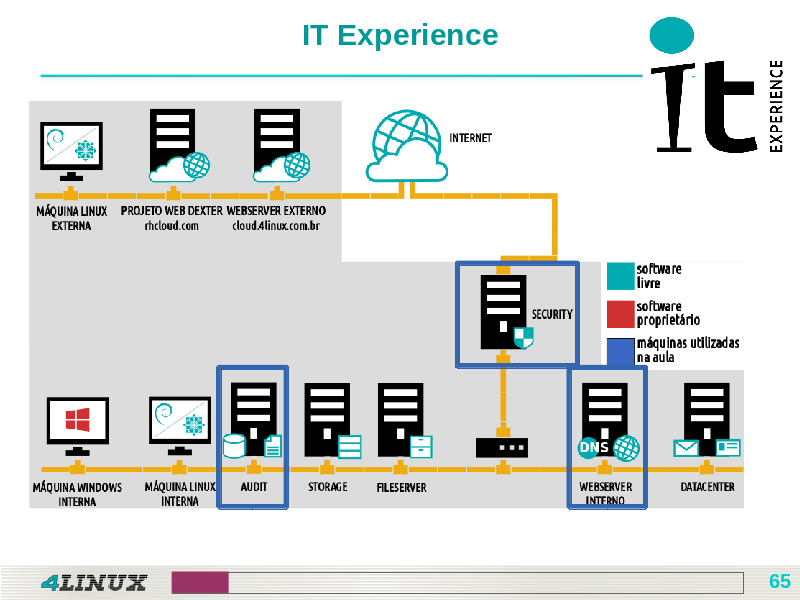 IT Experience
it
EXPERIENCE
INTERNET
MÁQUINA LINUX
EXTERNA
PROJETO WEB DEXTER
rhcloud.com
WEBSERVER EXTERNO
cloud.4linux.com.br
SECURITY
software
livre
software
proprietário
máquinas utilizadas
na aula
DNS
MÁQUINA WINDOWS
INTERNA
MÁQUINA LINUX
INTERNA
AUDIT
STORAGE
FILESERVER
WEBSERVER
INTERNO
DATACENTER
4LINUX
65